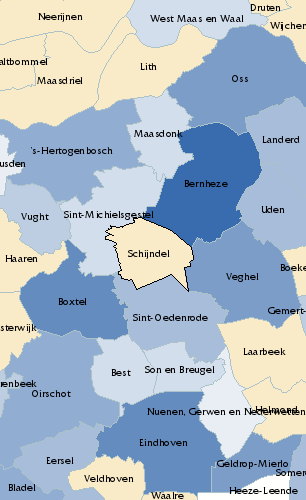 Druten
Neerijnen
West Maas en Waal
Wijchen
altbommel
Lith
Maasdriel
Oss
Maasdonk
Landerd
's-Hertogenbosch
usden
Bernheze
Vught
Sint-Michielsgestel
Uden
Haaren
Schijndel
Boeke
Veghel
Boxtel
Gemert-
Sint-Oedenrode
sterwijk
Laarbeek
Best
Son en Breugel
renbeek
Oirschot
Nuenen, Gerwen en Nederwetten
Helmond
Eindhoven
Eersel
Geldrop-Mierlo
Veldhoven
Somer
Bladel
Waalre
Heeze-Leende